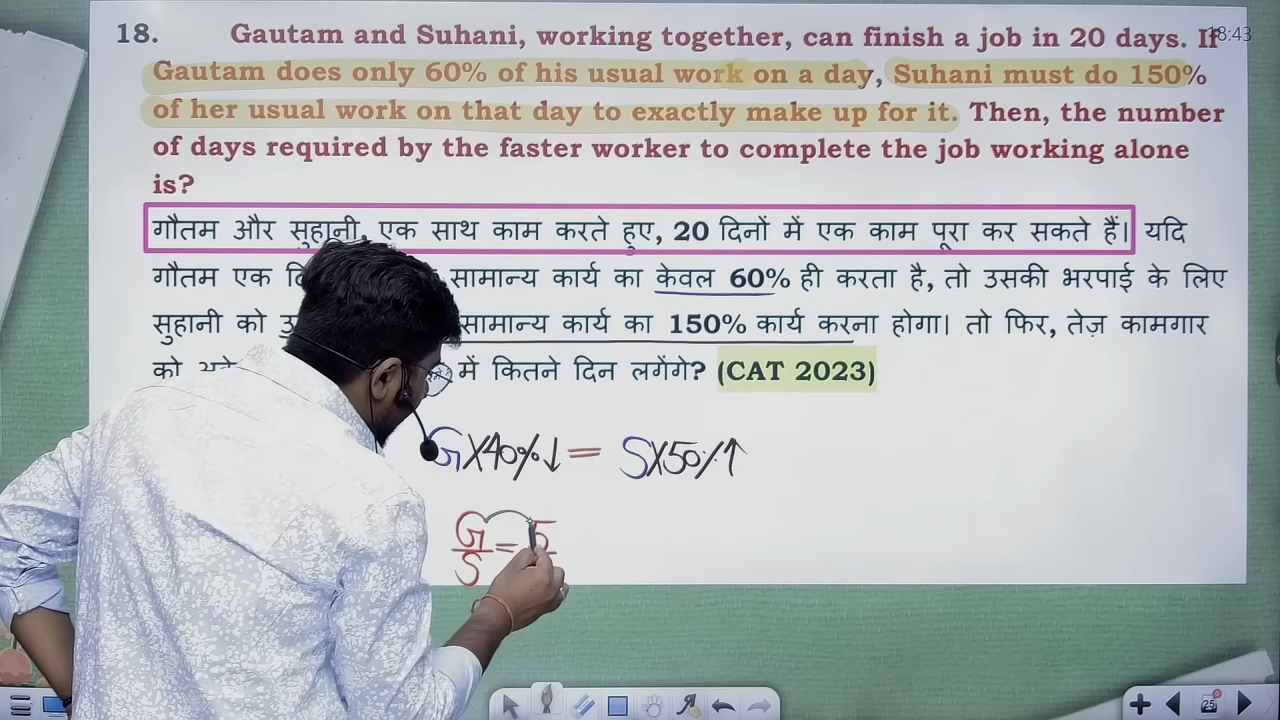 18. Gautam and Suhani, working together, can finish a job in 20 days. If
18:43
Gautam does only 60% of his usual work on a day, Suhani must do 150%
of her usual work on that day to exactly make up for it. Then, the number
of days required by the faster worker to complete the job working alone
is?
गौतम और सुहानी, एक साथ काम करते हुए, 20 दिनों में एक काम पूरा कर सकते हैं। यदि
गौतम एक सामान्य कार्य का केवल 60% ही करता है, तो उसकी भरपाई के लिए
सुहानी को सामान्य कार्य का 150% कार्य करना होगा। तो फिर, तेज़ कामगार
को में कितने दिन लगेंगे? (CAT 2023)
G×40%↓ = S×50%↑
G/S = 5
25